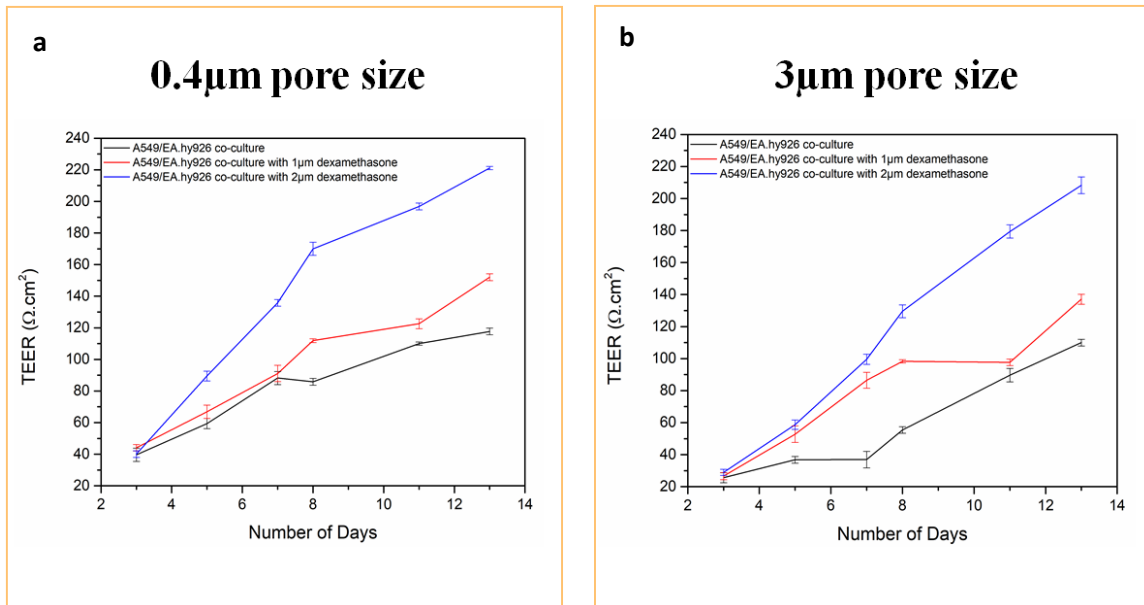 a
0.4µm pore size
240
220
200
180
160
140
120
100
80
60
40
20
TEER (Ω.cm²)
A549/EA.hy926 co-culture
A549/EA.hy926 co-culture with 1µm dexamethasone
A549/EA.hy926 co-culture with 2µm dexamethasone
2 4 6 8 10 12 14
Number of Days
b
3µm pore size
240
220
200
180
160
140
120
100
80
60
40
20
TEER (Ω.cm²)
A549/EA.hy926 co-culture
A549/EA.hy926 co-culture with 1µm dexamethasone
A549/EA.hy926 co-culture with 2µm dexamethasone
2 4 6 8 10 12 14
Number of Days